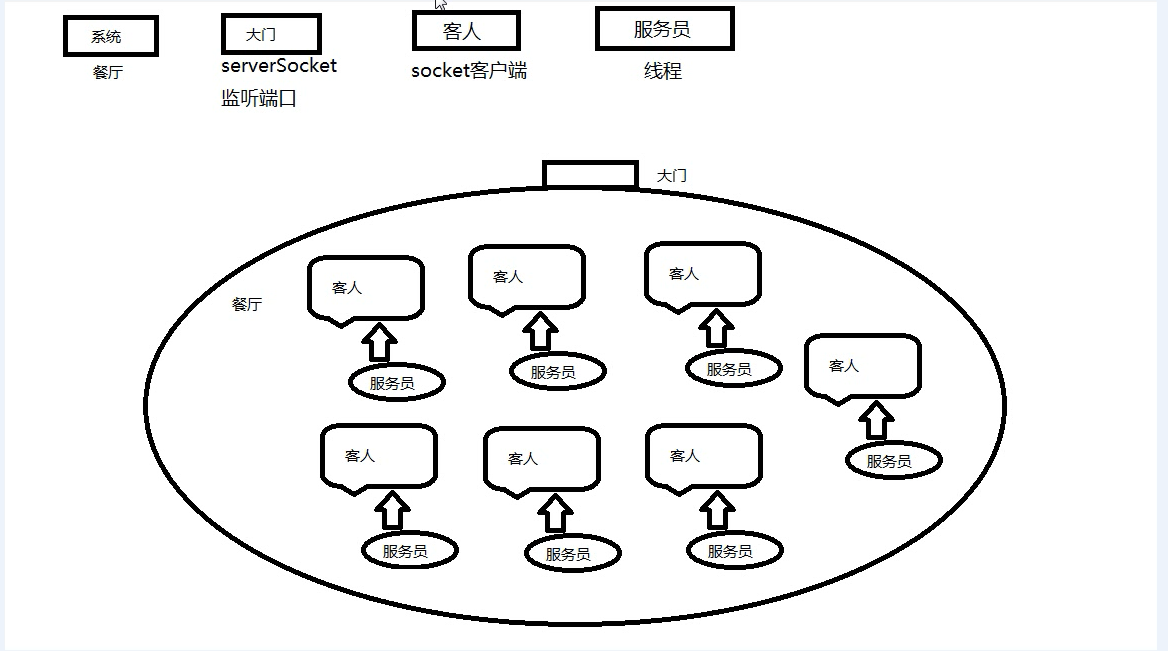 系统
大门
客人
服务员
餐厅
serverSocket
监听端口
socket客户端
线程
大门
餐厅
客人
客人
客人
客人
服务员
服务员
服务员
服务员
客人
客人
客人
服务员
服务员
服务员